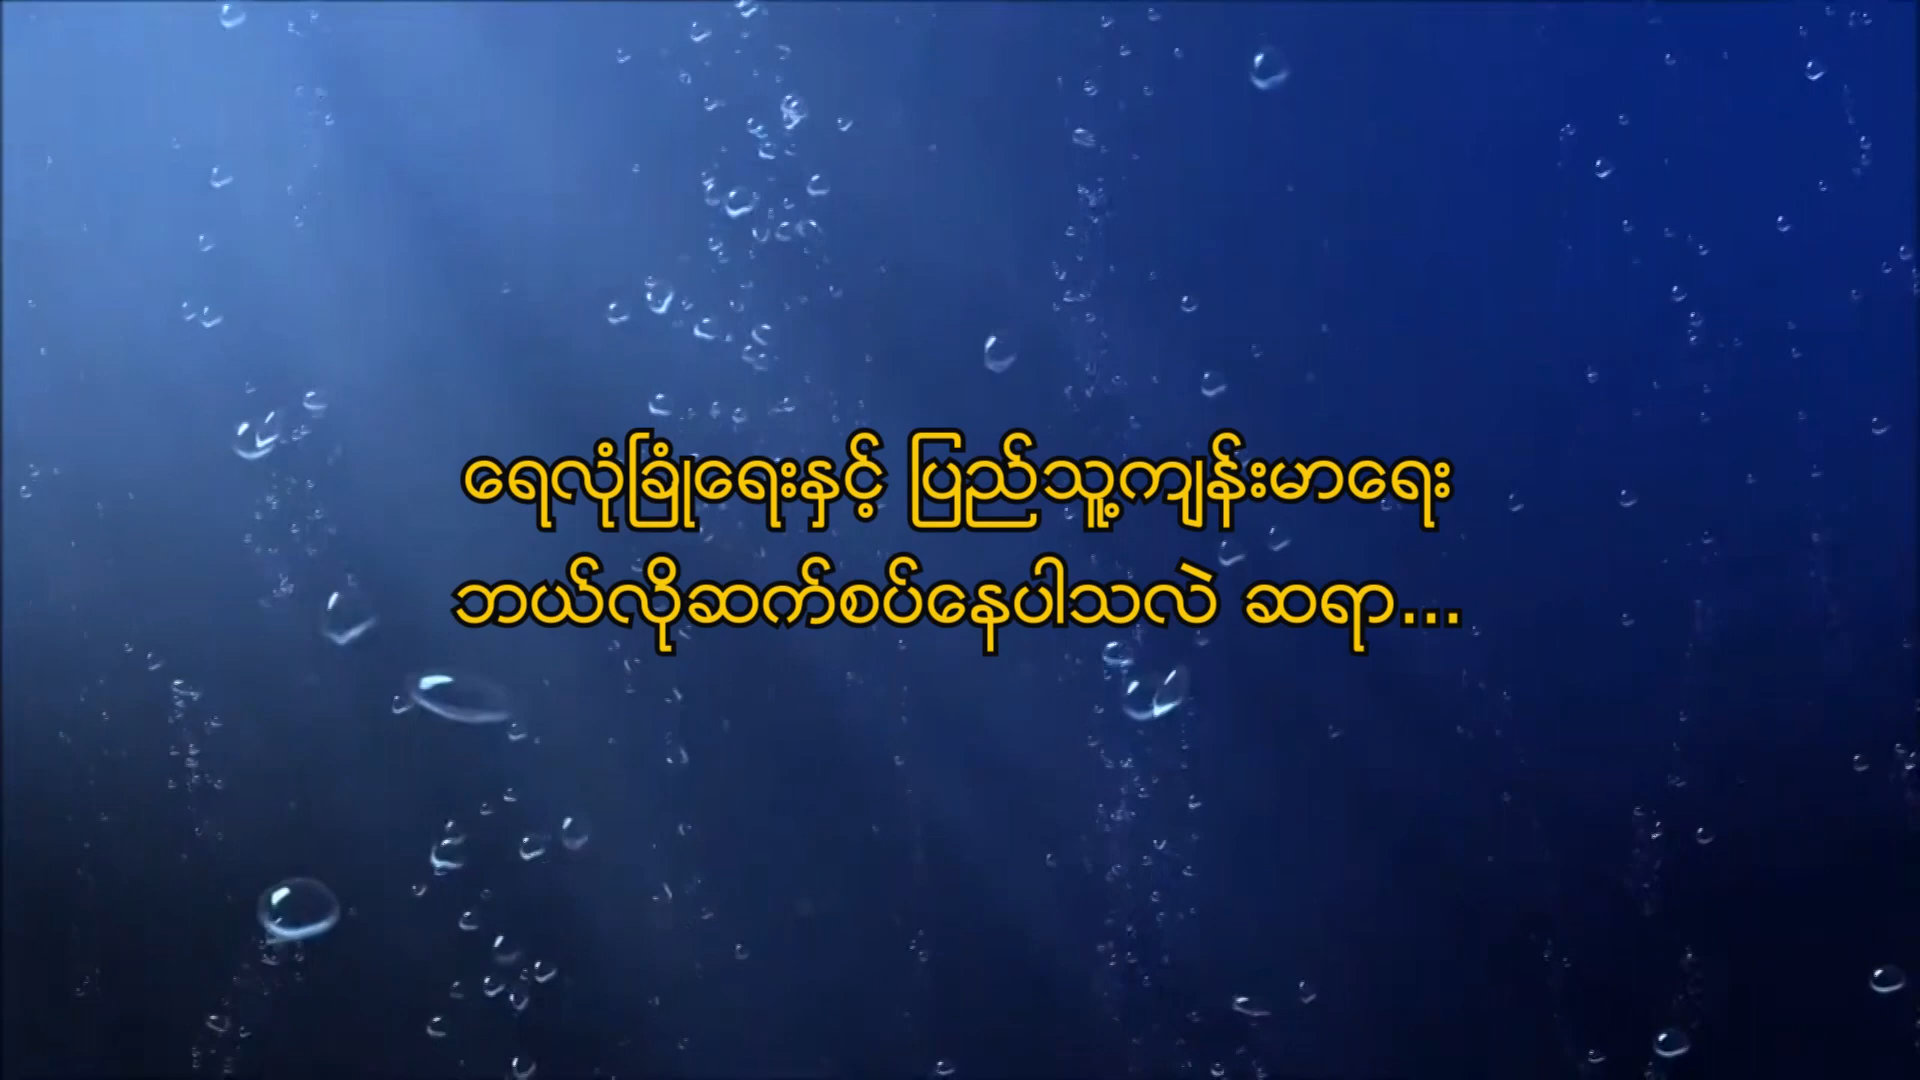 ရေလုံခြုံရေးနှင့် ပြည်သူ့ကျန်းမာရေး
ဘယ်လိုဆက်စပ်နေပါသလဲ ဆရာ...